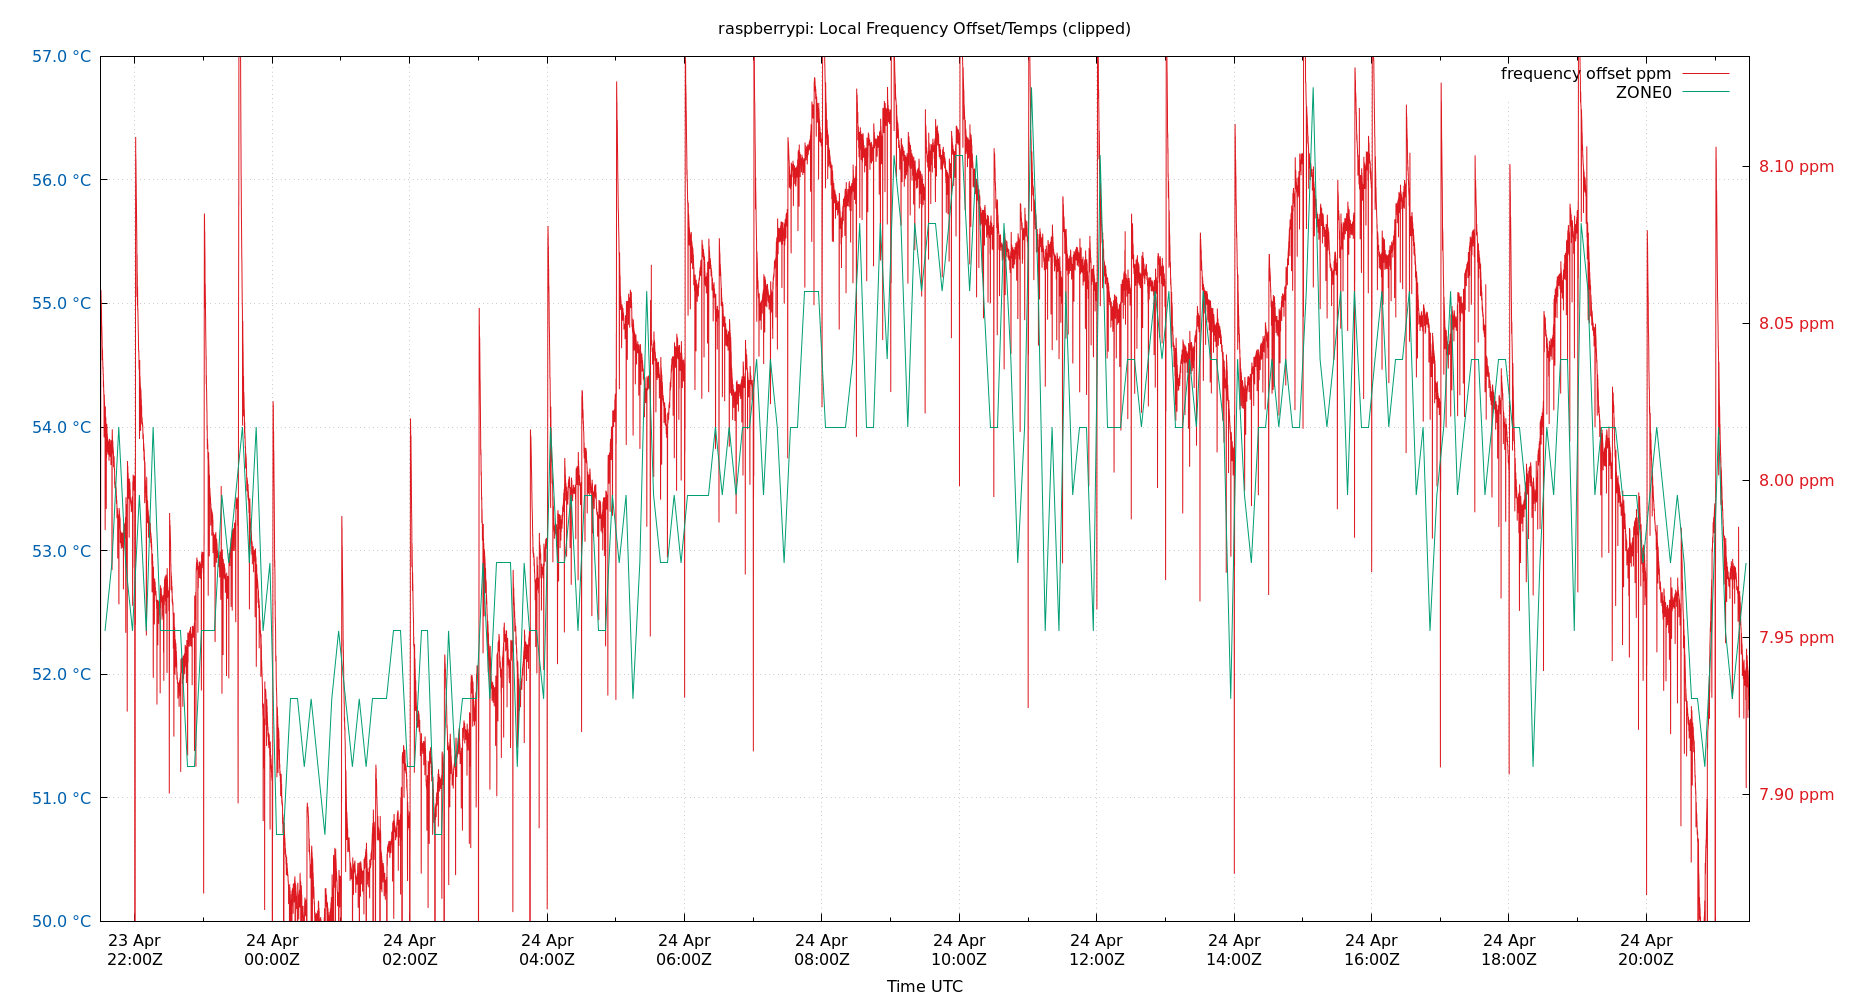 raspberrypi: Local Frequency Offset/Temps (clipped)
57.0 °C
56.0 °C
55.0 °C
54.0 °C
53.0 °C
52.0 °C
51.0 °C
50.0 °C
frequency offset ppm
ZONE0
8.10 ppm
8.05 ppm
8.00 ppm
7.95 ppm
7.90 ppm
23 Apr
22:00Z
24 Apr
00:00Z
24 Apr
02:00Z
24 Apr
04:00Z
24 Apr
06:00Z
24 Apr
08:00Z
24 Apr
10:00Z
24 Apr
12:00Z
24 Apr
14:00Z
24 Apr
16:00Z
24 Apr
18:00Z
24 Apr
20:00Z
Time UTC